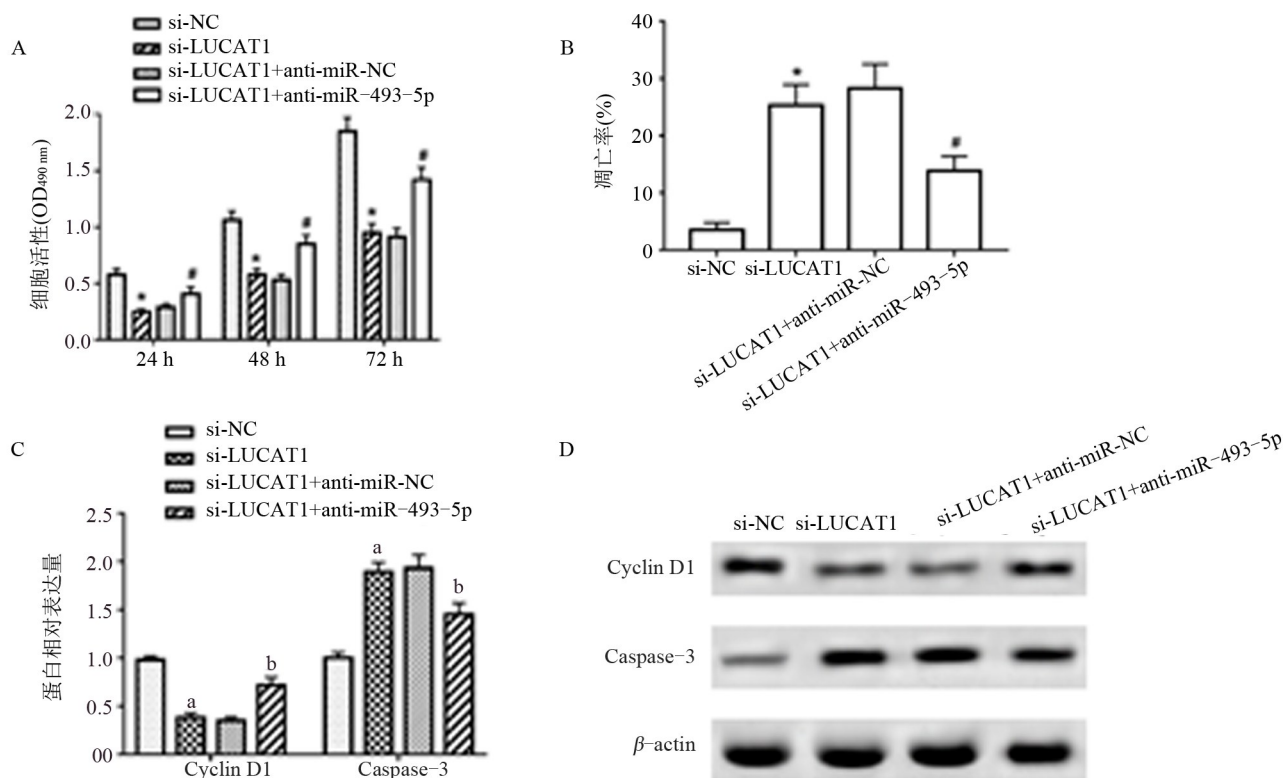 A
si-NC
si-LUCAT1
si-LUCAT1+anti-miR-NC
si-LUCAT1+anti-miR-493-5p
细胞活性(OD490 nm)
2.0
1.5
1.0
0.5
0.0
*
#
*
#
*
#
24 h
48 h
72 h
B
凋亡率(%)
40
30
20
10
0
*
#
si-NC
si-LUCAT1
si-LUCAT1+anti-miR-NC
si-LUCAT1+anti-miR-493-5p
C
si-NC
si-LUCAT1
si-LUCAT1+anti-miR-NC
si-LUCAT1+anti-miR-493-5p
蛋白相对表达量
2.5
2.0
1.5
1.0
0.5
00
a
b
a
b
Cyclin D1
Caspase-3
D
si-NC
si-LUCAT1
si-LUCAT1+anti-miR-NC
si-LUCAT1+anti-miR-493-5p
Cyclin D1
Caspase-3
β-actin